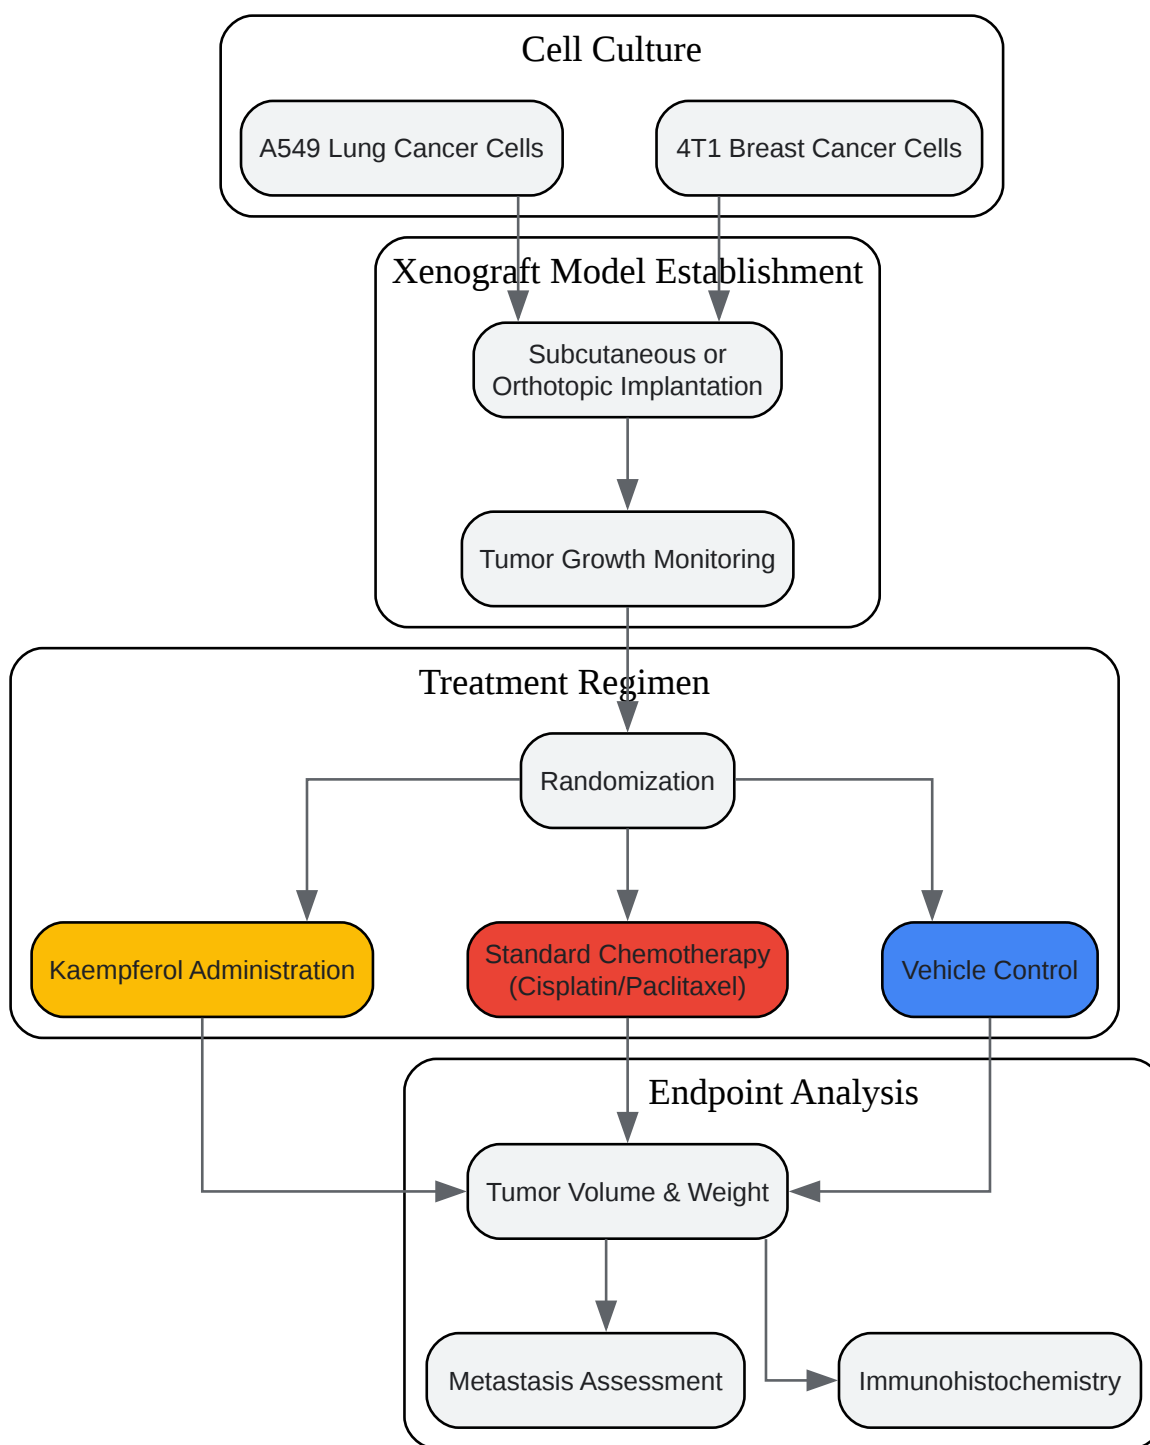 Cell Culture
A549 Lung Cancer Cells
4T1 Breast Cancer Cells
Xenograft Model Establishment
Subcutaneous or
Orthotopic Implantation
Tumor Growth Monitoring
Treatment Regimen
Randomization
Kaempferol Administration
Standard Chemotherapy
(Cisplatin/Paclitaxel)
Vehicle Control
Endpoint Analysis
Tumor Volume & Weight
Metastasis Assessment
Immunohistochemistry